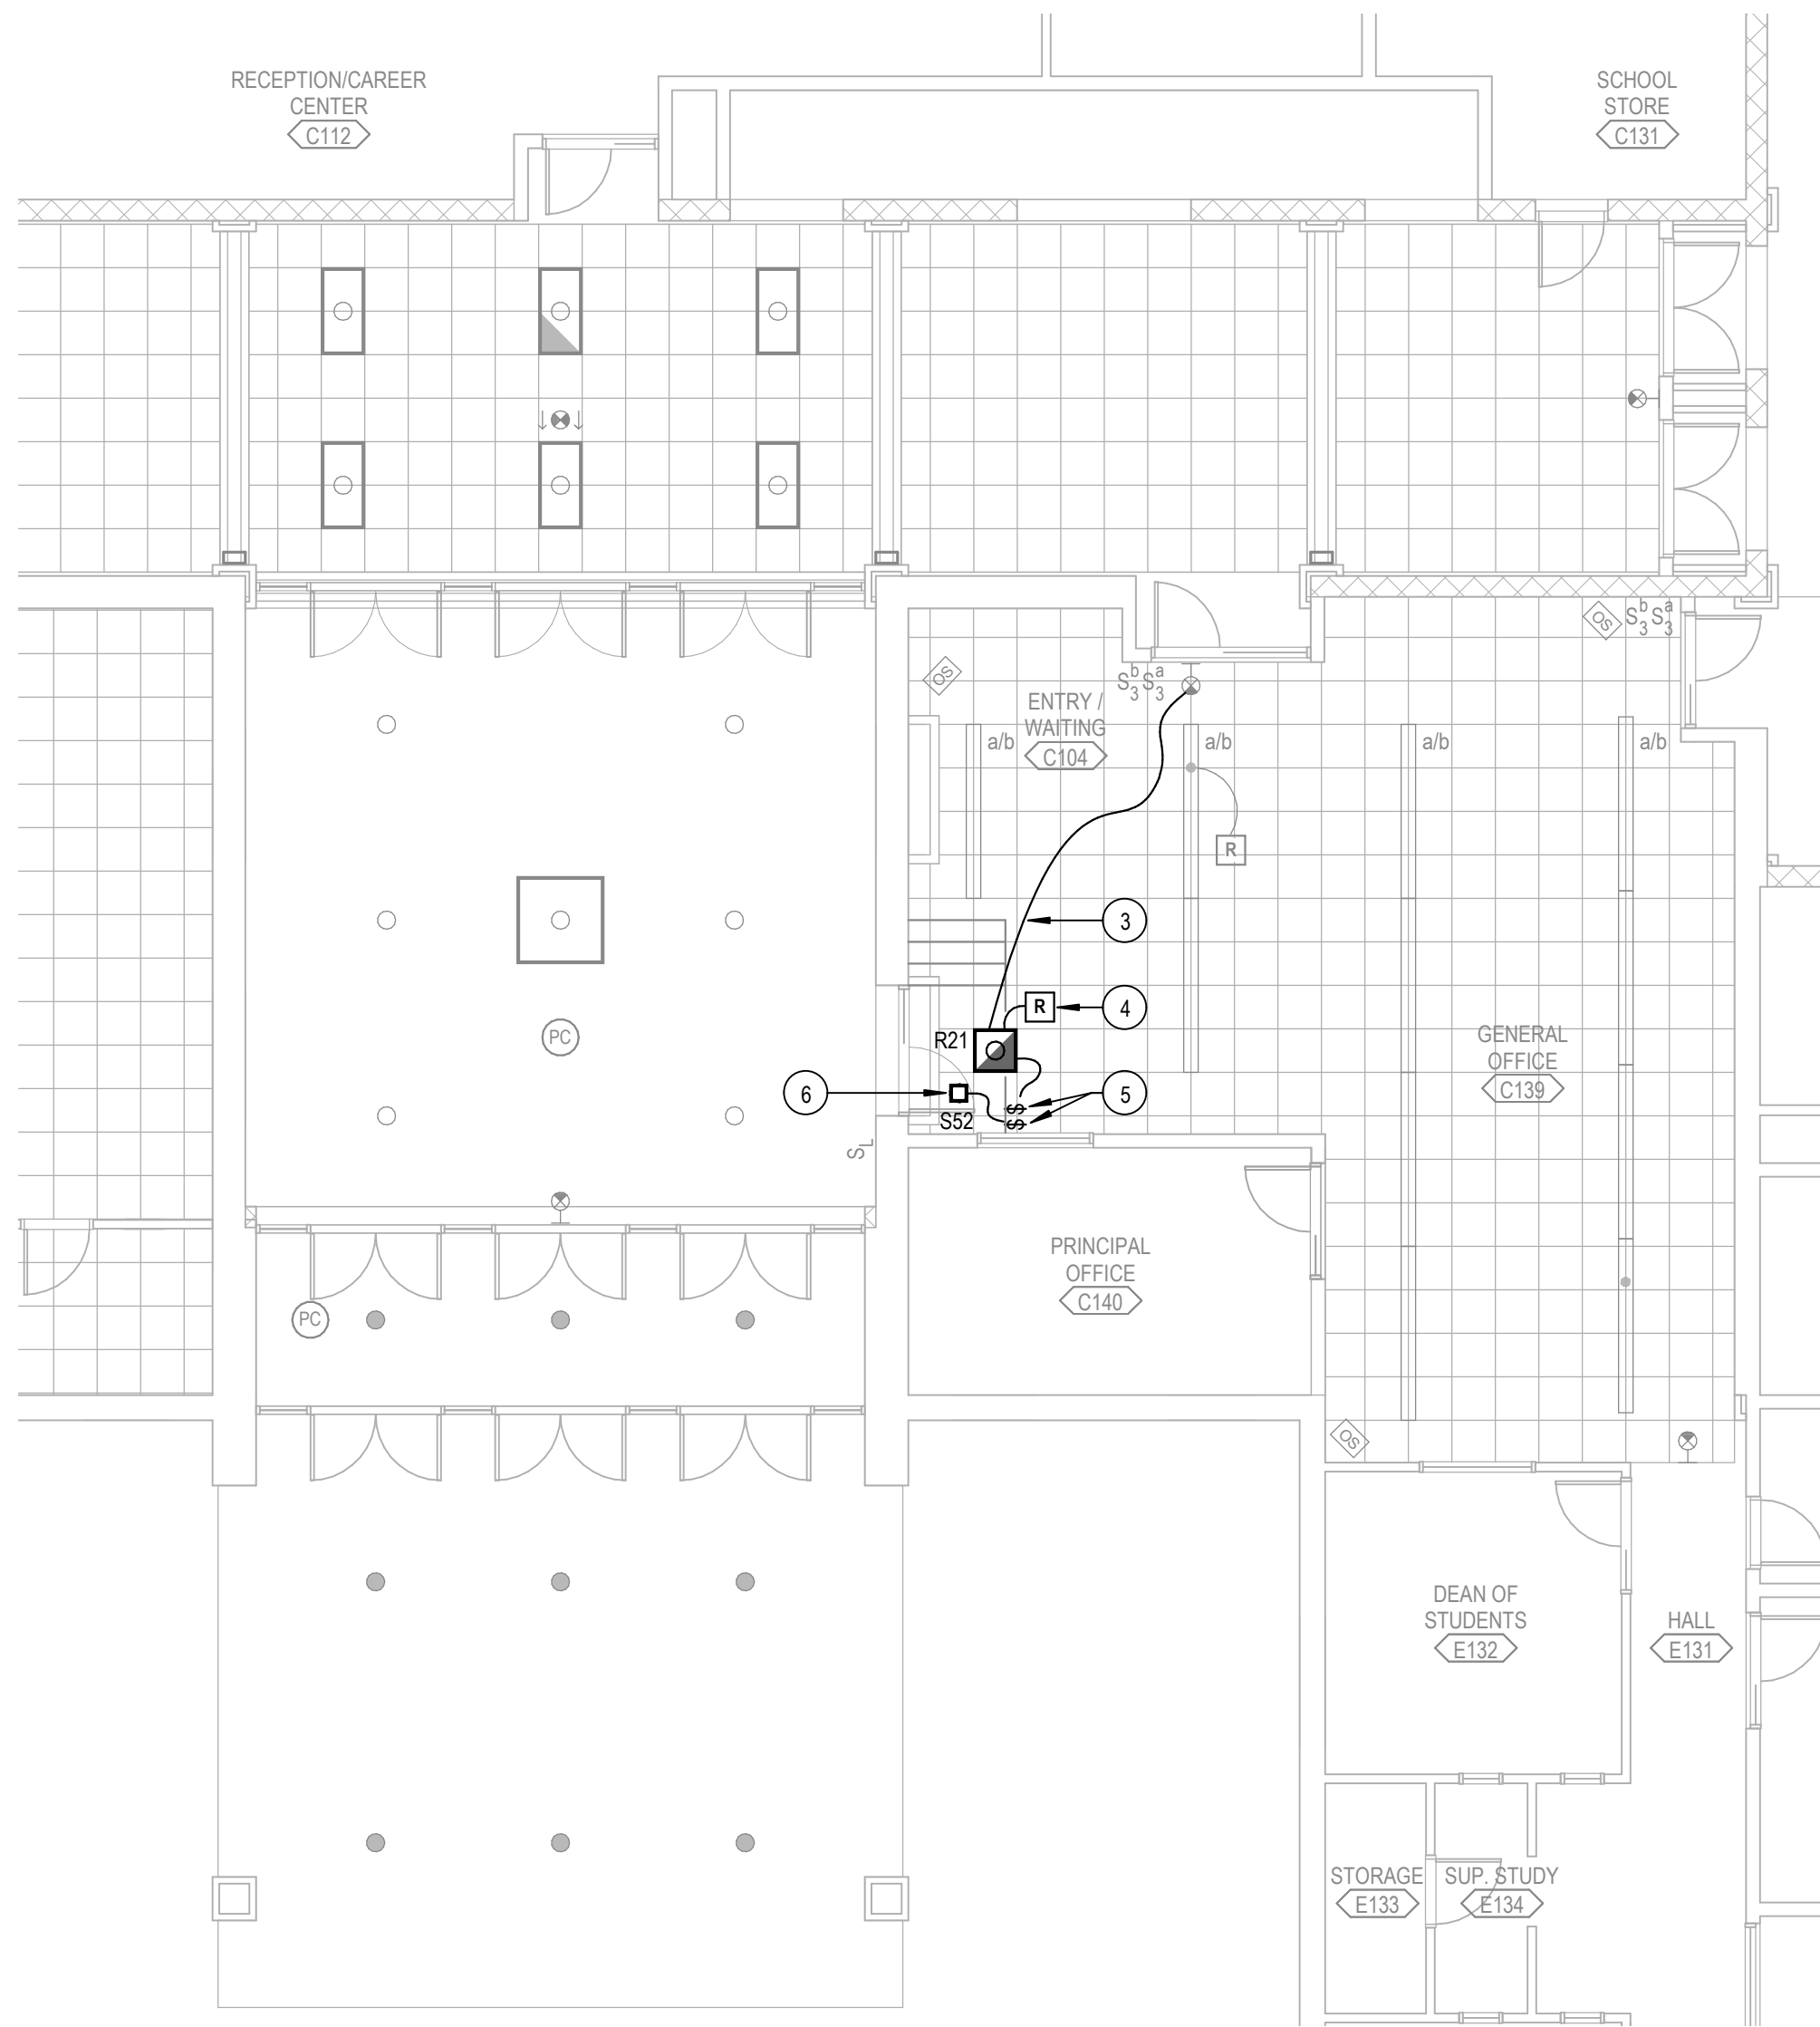 RECEPTION/CAREER
CENTER
C112
SCHOOL
STORE
C131
OS
S3b S3a
OS
S3b S3a
ENTRY /
WAITING
C104
a/b
a/b
a/b
a/b
R
3
R
4
R21
PC
GENERAL
OFFICE
C139
6
S
5
S52
S
SL
PRINCIPAL
OFFICE
C140
PC
OS
DEAN OF
STUDENTS
E132
HALL
E131
STORAGE
E133
SUP. STUDY
E134